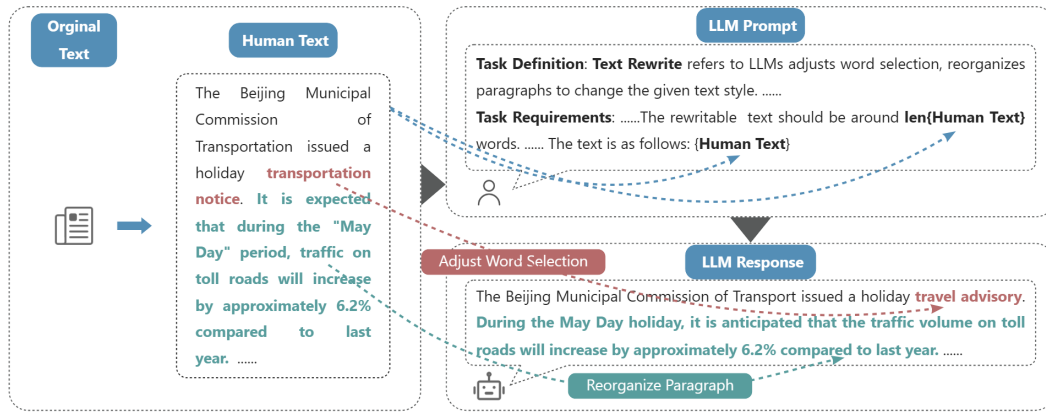 Orginal
Text
Human Text
The Beijing Municipal
Commission of
Transportation issued a
holiday transportation
notice. It is expected
that during the "May
Day" period, traffic on
toll roads will increase
by approximately 6.2%
compared to last
year. ......
LLM Prompt
Task Definition: Text Rewrite refers to LLMs adjusts word selection, reorganizes
paragraphs to change the given text style. ......
Task Requirements: ......The rewritable text should be around len{Human Text}
words. ...... The text is as follows: {Human Text}
Adjust Word Selection
LLM Response
The Beijing Municipal Commission of Transport issued a holiday travel advisory.
During the May Day holiday, it is anticipated that the traffic volume on toll
roads will increase by approximately 6.2% compared to last year. ......
Reorganize Paragraph